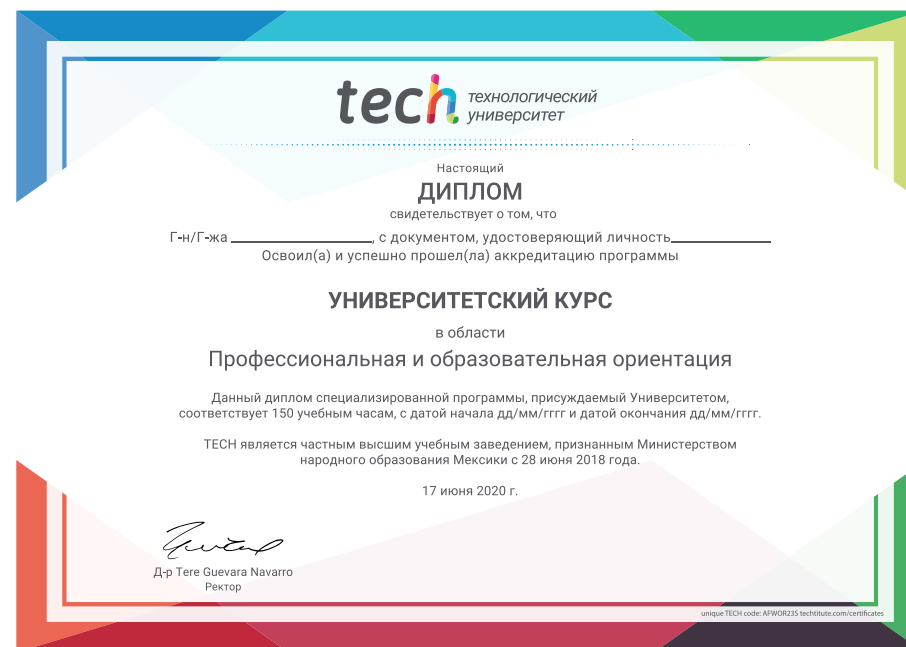 tech технологический
университет
Настоящий
ДИПЛОМ
свидетельствует о том, что
Г-н/Г-жа ____________________, с документом, удостоверяющий личность______________
Освоил(а) и успешно прошел(ла) аккредитацию программы
УНИВЕРСИТЕТСКИЙ КУРС
в области
Профессиональная и образовательная ориентация
Данный диплом специализированной программы, присуждаемый Университетом,
соответствует 150 учебным часам, с датой начала дд/мм/гггг и датой окончания дд/мм/гггг.
TECH является частным высшим учебным заведением, признанным Министерством
народного образования Мексики с 28 июня 2018 года.
17 июня 2020 г.
Д-р Tere Guevara Navarro
Ректор
unique TECH code: AFWOR23S techtitute.com/certificates